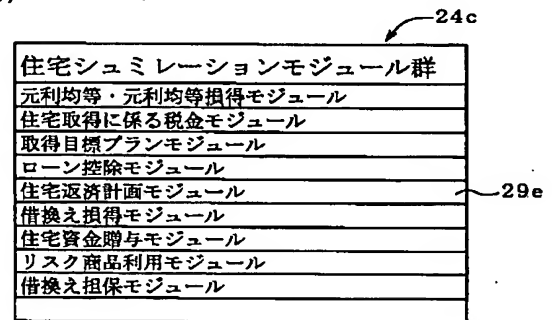 24c
住宅シュミレーションモジュール群
元利均等・元利均等損得モジュール
住宅取得に係る税金モジュール
取得目標プランモジュール
ローン控除モジュール
住宅返済計画モジュール
29e
借換え損得モジュール
住宅資金贈与モジュール
リスク商品利用モジュール
借換え担保モジュール